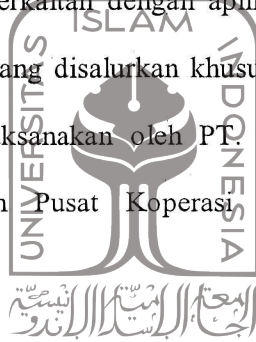 erkaitan dengan apli
ISLAM
ang disalurkan khusu
UNIVERSITAS
INDONESIA
ksanakan oleh PT.
n Pusat Koperasi